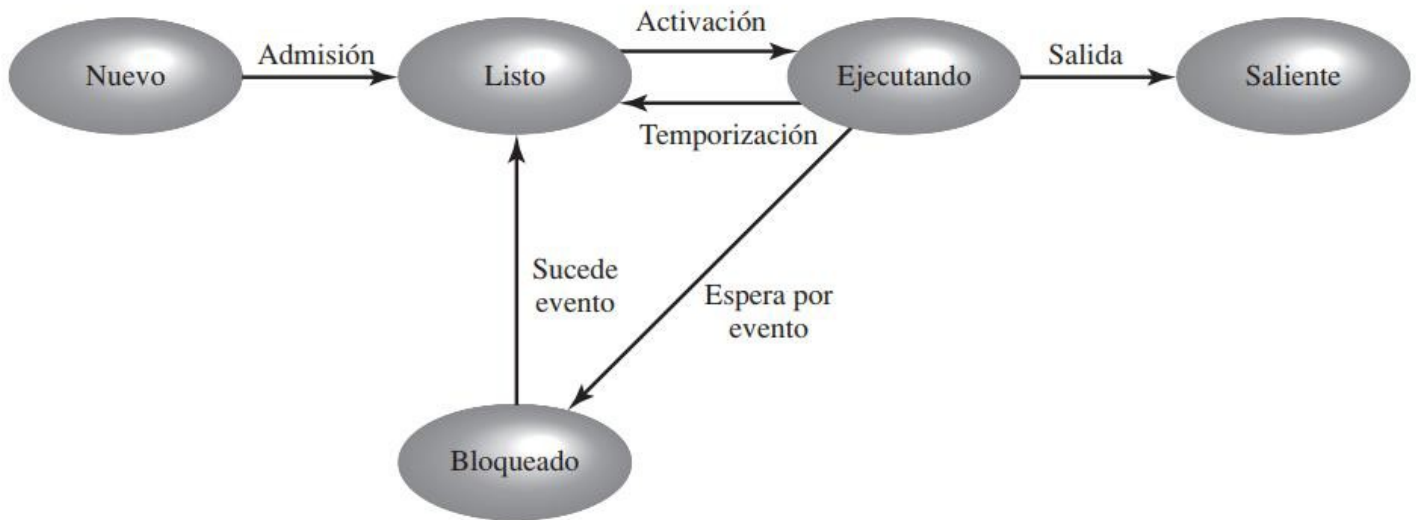 Activación
Admisión
Salida
Nuevo
Listo
Ejecutando
Saliente
Temporización
Sucede
evento
Espera por
evento
Bloqueado